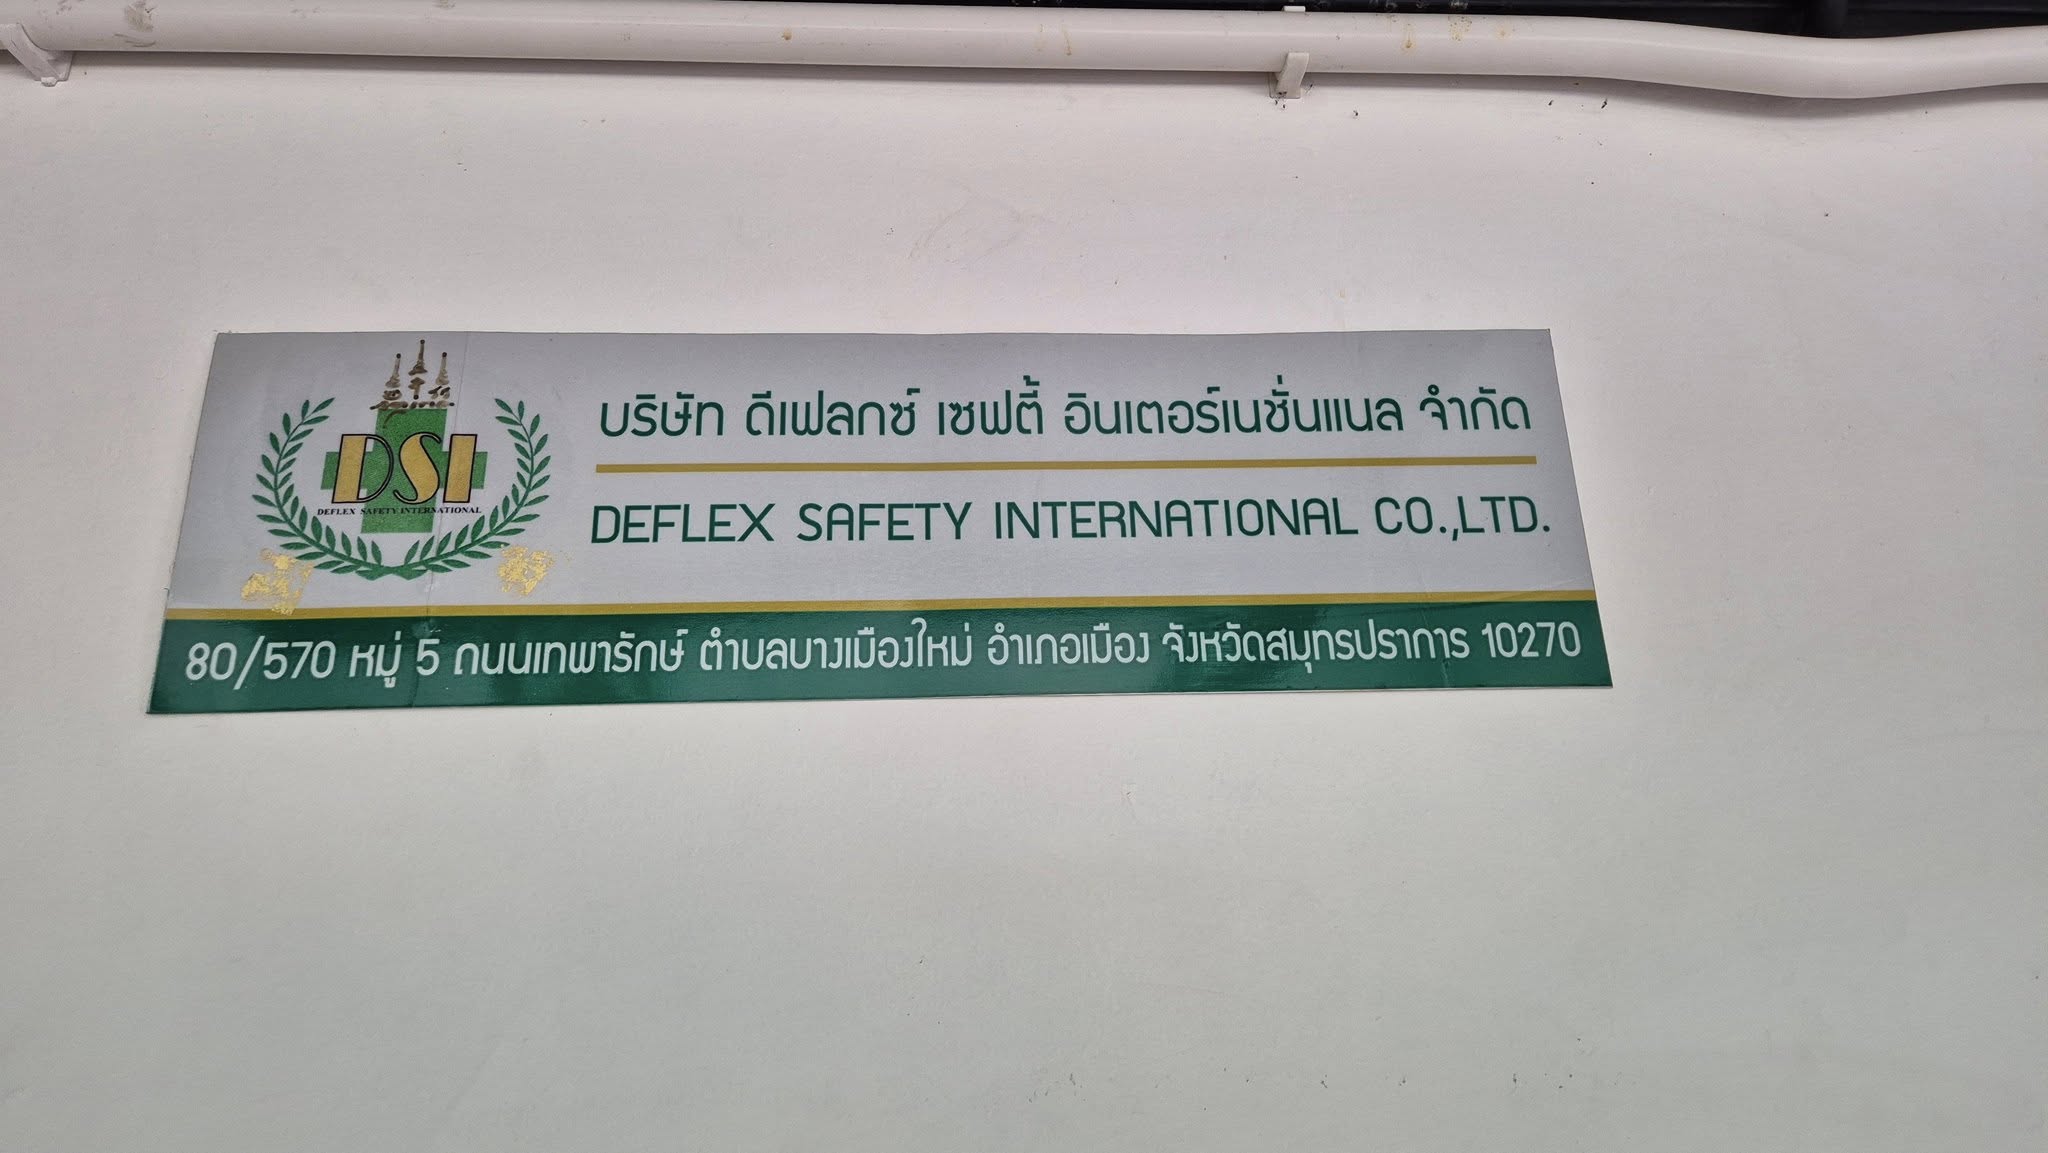 DSI
DEFLEX SAFETY INTERNATIONAL
บริษัท ดีเฟลกซ์ เซฟตี้ อินเตอร์เนชั่นแนล จำกัด
DEFLEX SAFETY INTERNATIONAL CO.,LTD.
80/570 หมู่ 5 ถนนเทพารักษ์ ตำบลบางเมืองใหม่ อำเภอเมือง จังหวัดสมุทรปราการ 10270